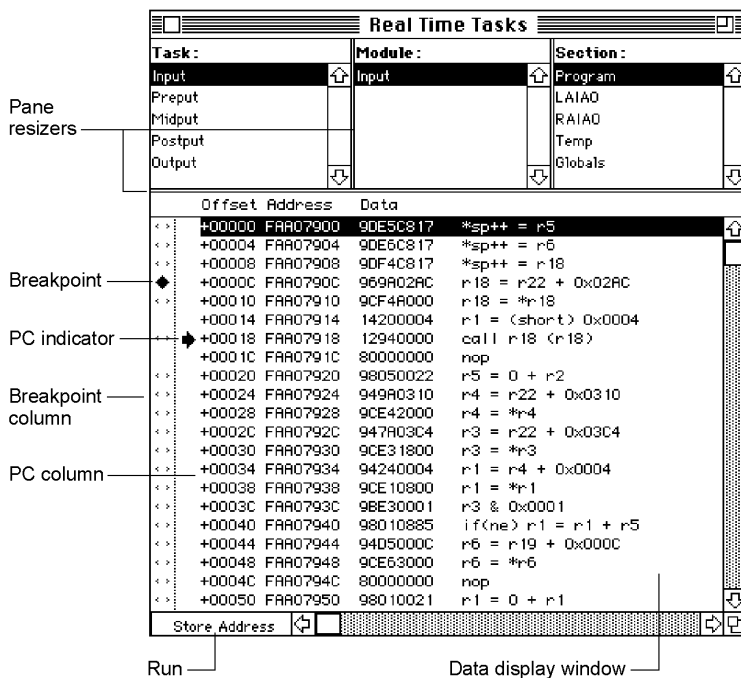 Real Time Tasks
Task:
Module:
Section:
Input
Preput
Midput
Postput
Output
Input
Program
LAIAO
RAIAO
Temp
Globals
Pane
resizers
Offset Address Data
+00000 FAA07900 9DE5C817 *sp++ = r5
+00004 FAA07904 9DE6C817 *sp++ = r6
+00008 FAA07908 9DF4C817 *sp++ = r18
+0000C FAA0790C 969A02AC r18 = r22 + 0x02AC
+00010 FAA07910 9CF4A000 r18 = *r18
+00014 FAA07914 14200004 r1 = (short) 0x0004
+00018 FAA07918 12940000 call r18 (r18)
+0001C FAA0791C 80000000 nop
+00020 FAA07920 98050022 r5 = 0 + r2
+00024 FAA07924 949A0310 r4 = r22 + 0x0310
+00028 FAA07928 9CE42000 r4 = *r4
+0002C FAA0792C 947A03C4 r3 = r22 + 0x03C4
+00030 FAA07930 9CE31800 r3 = *r3
+00034 FAA07934 94240004 r1 = r4 + 0x0004
+00038 FAA07938 9CE10800 r1 = *r1
+0003C FAA0793C 9BE30001 r3 & 0x0001
+00040 FAA07940 98010885 if(ne) r1 = r1 + r5
+00044 FAA07944 94D5000C r6 = r19 + 0x000C
+00048 FAA07948 9CE63000 r6 = *r6
+0004C FAA0794C 80000000 nop
+00050 FAA07950 98010021 r1 = 0 + r1
Breakpoint
PC indicator
Breakpoint
column
PC column
Store Address
Run
Data display window